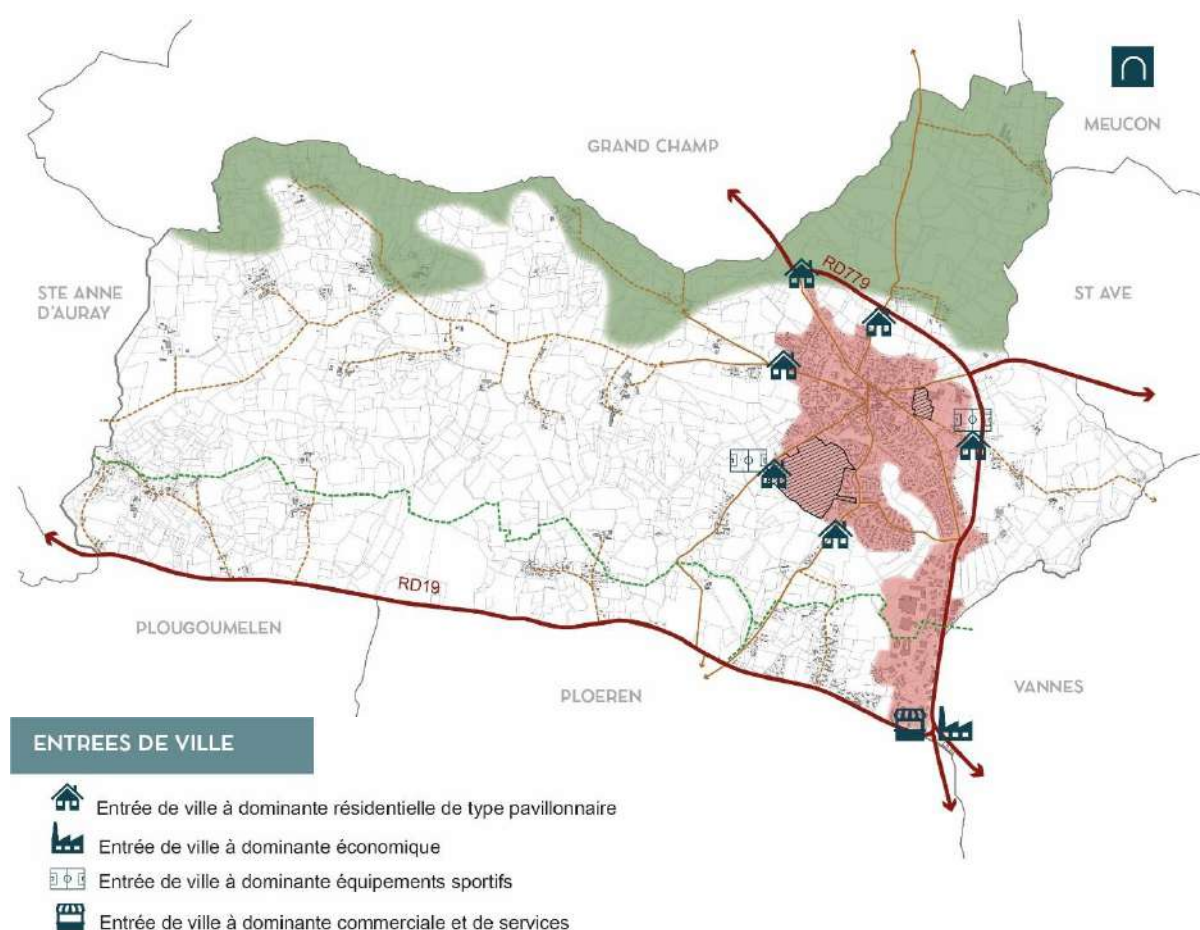 MEUCON
GRAND CHAMP
RD779
STE ANNE
D'AURAY
ST AVE
RD19
PLOUGOUMELEN
PLOEREN
VANNES
ENTREES DE VILLE
Entrée de ville à dominante résidentielle de type pavillonnaire
Entrée de ville à dominante économique
Entrée de ville à dominante équipements sportifs
Entrée de ville à dominante commerciale et de services